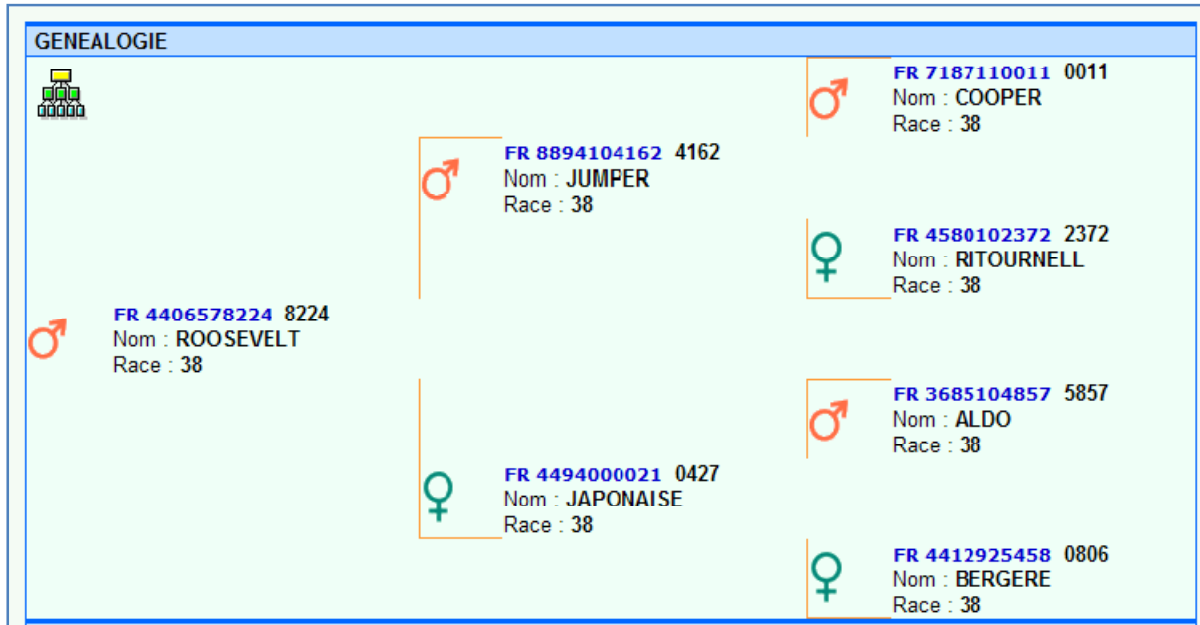 GENEALOGIE
FR 7187110011 0011
Nom : COOPER
Race : 38
FR 8894104162 4162
Nom : JUMPER
Race : 38
FR 4580102372 2372
Nom : RITOURNELL
Race : 38
FR 4406578224 8224
Nom : ROOSEVELT
Race : 38
FR 3685104857 5857
Nom : ALDO
Race : 38
FR 4494000021 0427
Nom : JAPONAISE
Race : 38
FR 4412925458 0806
Nom : BERGERE
Race : 38